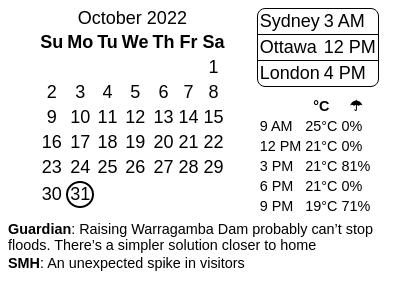 October 2022
Su Mo Tu We Th Fr Sa
1
2 3 4 5 6 7 8
9 10 11 12 13 14 15
16 17 18 19 20 21 22
23 24 25 26 27 28 29
30 31
Sydney 3 AM
Ottawa 12 PM
London 4 PM
°C ☂
9 AM 25°C 0%
12 PM 21°C 0%
3 PM 21°C 81%
6 PM 21°C 0%
9 PM 19°C 71%
Guardian: Raising Warragamba Dam probably can’t stop
floods. There’s a simpler solution closer to home
SMH: An unexpected spike in visitors